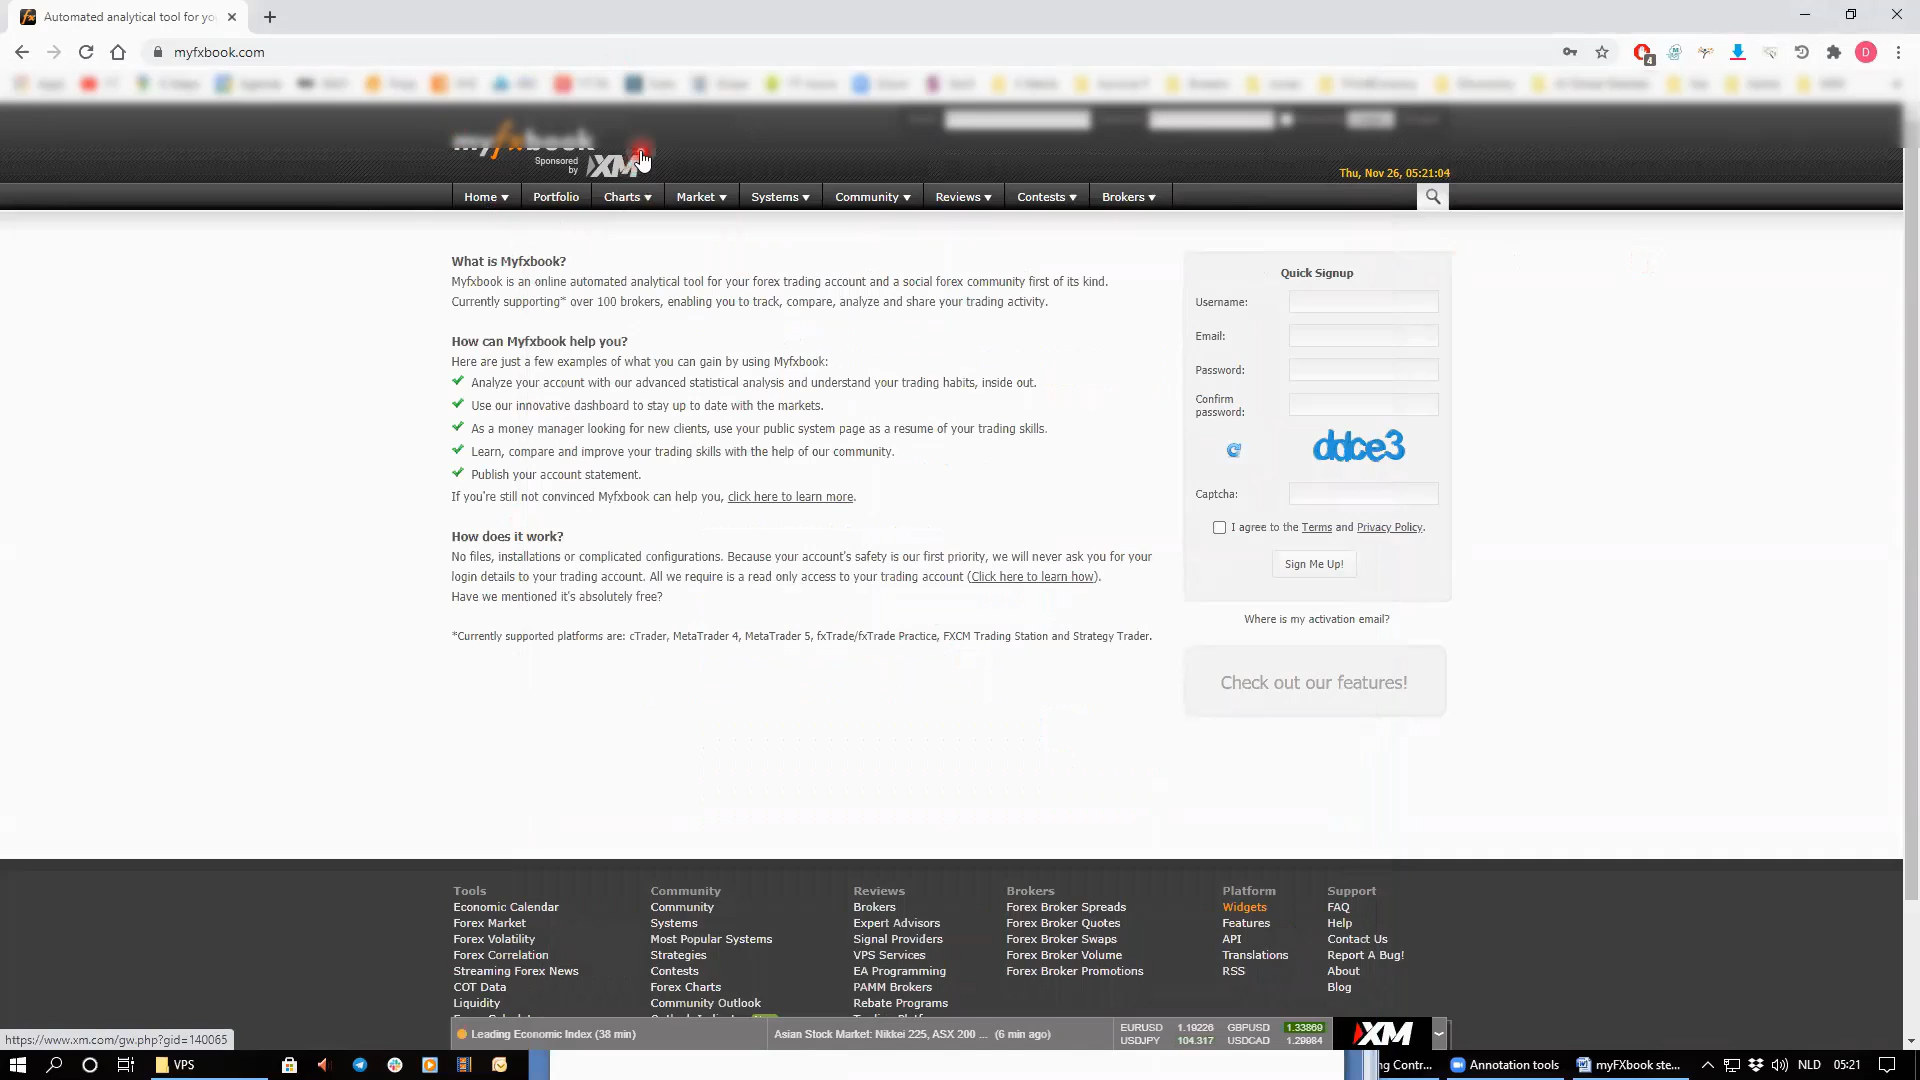 Automated analytical tool for yo
myfxbook.com
4
D
myfxbook
Sponsored
by
XM
Thu, Nov 26, 05:21:04
Home
Portfolio
Charts
Market
Systems
Community
Reviews
Contests
Brokers
What is Myfxbook?
Myfxbook is an online automated analytical tool for your forex trading account and a social forex community first of its kind.
Currently supporting* over 100 brokers, enabling you to track, compare, analyze and share your trading activity.
How can Myfxbook help you?
Here are just a few examples of what you can gain by using Myfxbook:
Analyze your account with our advanced statistical analysis and understand your trading habits, inside out.
Use our innovative dashboard to stay up to date with the markets.
As a money manager looking for new clients, use your public system page as a resume of your trading skills.
Learn, compare and improve your trading skills with the help of our community.
Publish your account statement.
If you're still not convinced Myfxbook can help you, click here to learn more.
How does it work?
No files, installations or complicated configurations. Because your account's safety is our first priority, we will never ask you for your
login details to your trading account. All we require is a read only access to your trading account (Click here to learn how).
Have we mentioned it's absolutely free?
*Currently supported platforms are: cTrader, MetaTrader 4, MetaTrader 5, fxTrade/fxTrade Practice, FXCM Trading Station and Strategy Trader.
Quick Signup
Username:
Email:
Password:
Confirm
password:
ddce3
Captcha:
I agree to the Terms and Privacy Policy.
Sign Me Up!
Where is my activation email?
Check out our features!
Tools
Economic Calendar
Forex Market
Forex Volatility
Forex Correlation
Streaming Forex News
COT Data
Liquidity
Community
Community
Systems
Most Popular Systems
Strategies
Contests
Forex Charts
Community Outlook
Reviews
Brokers
Expert Advisors
Signal Providers
VPS Services
EA Programming
PAMM Brokers
Rebate Programs
Brokers
Forex Broker Spreads
Forex Broker Quotes
Forex Broker Swaps
Forex Broker Volume
Forex Broker Promotions
Platform
Widgets
Features
API
Translations
RSS
Support
FAQ
Help
Contact Us
Report A Bug!
About
Blog
https://www.xm.com/gw.php?gid=140065
Leading Economic Index (38 min)
Asian Stock Market: Nikkei 225, ASX 200 ... (6 min ago)
EURUSD 1.19226 GBPUSD 1.33869
USDJPY 104.317 USDCAD 1.29984
XM
VPS
ng Contr...
Annotation tools
myFXbook ste...
NLD
05:21